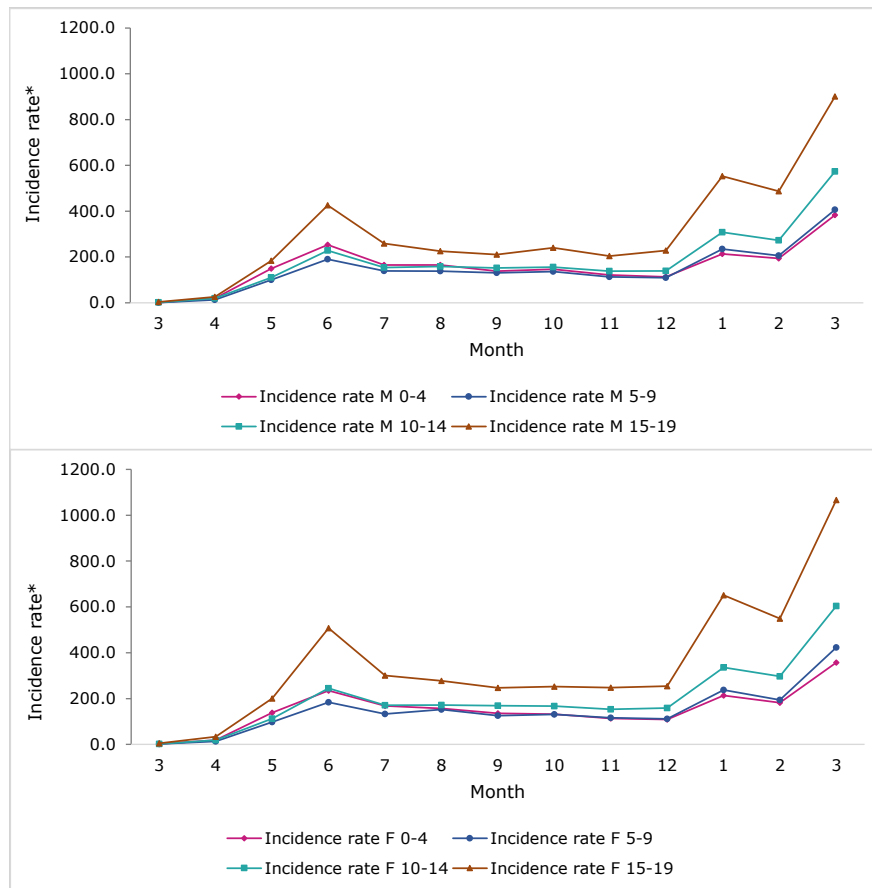 1200.0
1000.0
800.0
600.0
400.0
200.0
0.0
Incidence rate*
3 4 5 6 7 8 9 10 11 12 1 2 3
Month
Incidence rate M 0-4 Incidence rate M 5-9
Incidence rate M 10-14 Incidence rate M 15-19
1200.0
1000.0
800.0
600.0
400.0
200.0
0.0
Incidence rate*
3 4 5 6 7 8 9 10 11 12 1 2 3
Month
Incidence rate F 0-4 Incidence rate F 5-9
Incidence rate F 10-14 Incidence rate F 15-19